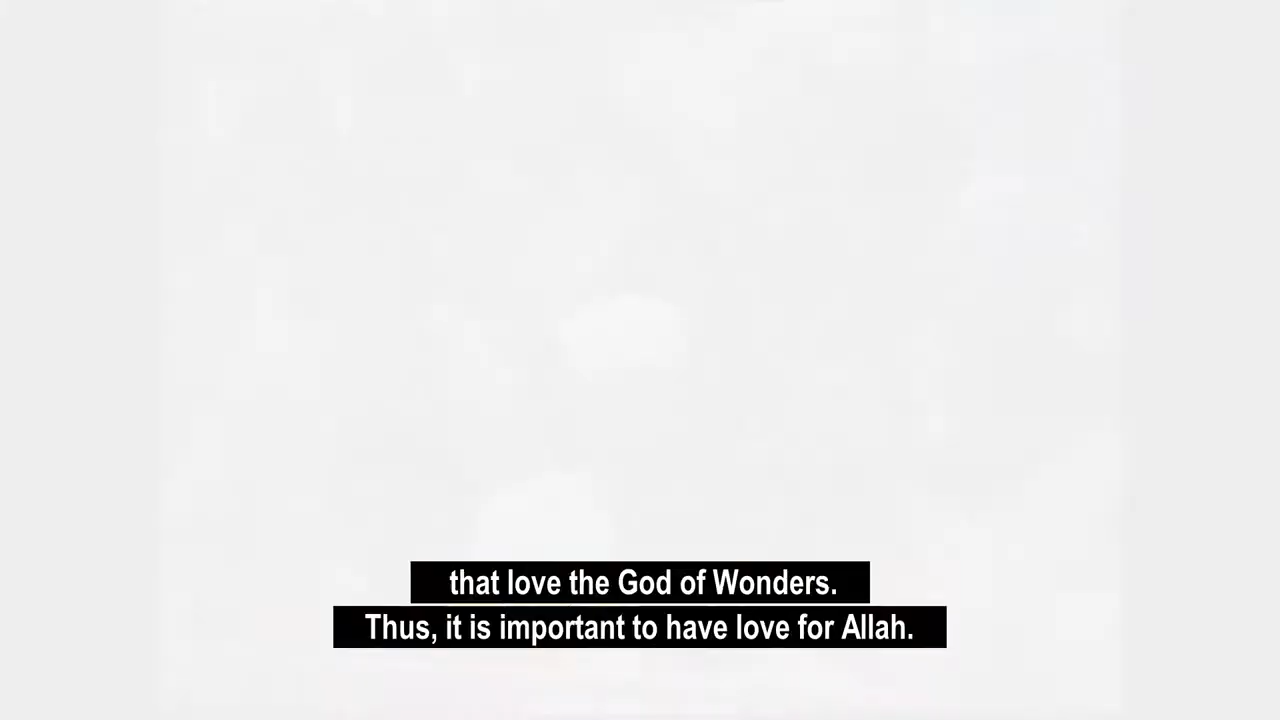 that love the God of Wonders.
Thus, it is important to have love for Allah.